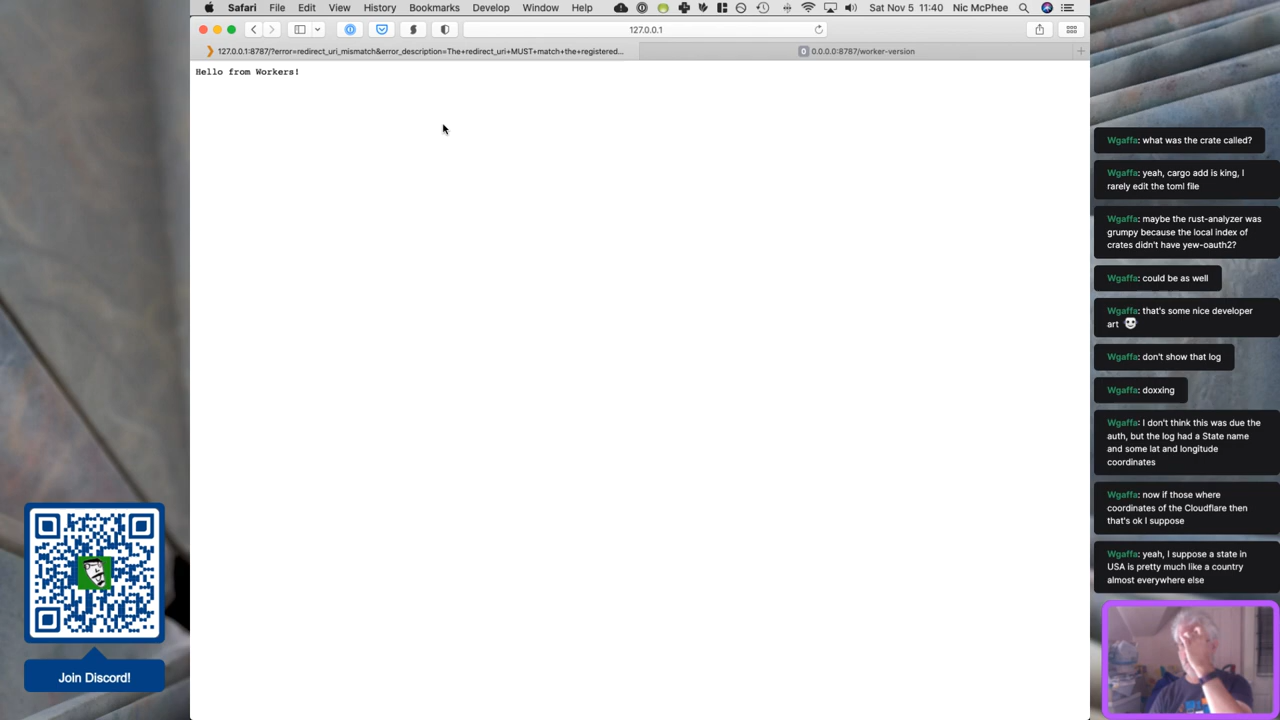 Safari File Edit View History Bookmarks Develop Window Help Sat Nov 5 11:40 Nic McPhee
127.0.0.1
127.0.0.1:8787/?error=redirect_uri_mismatch&error_description=The+redirect_uri+MUST+match+the+registered...
0 0.0.0.0:8787/worker-version
Hello from Workers!
Wgaffa: what was the crate called?
Wgaffa: yeah, cargo add is king, I
rarely edit the toml file
Wgaffa: maybe the rust-analyzer was
grumpy because the local index of
crates didn't have yew-oauth2?
Wgaffa: could be as well
Wgaffa: that's some nice developer
art
Wgaffa: don't show that log
Wgaffa: doxxing
Wgaffa: I don't think this was due the
auth, but the log had a State name
and some lat and longitude
coordinates
Wgaffa: now if those where
coordinates of the Cloudflare then
that's ok I suppose
Wgaffa: yeah, I suppose a state in
USA is pretty much like a country
almost everywhere else
Join Discord!